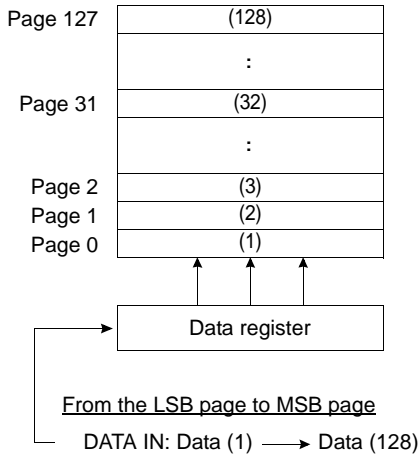 Page 127 (128)
:
Page 31 (32)
:
Page 2 (3)
Page 1 (2)
Page 0 (1)
Data register
From the LSB page to MSB page
DATA IN: Data (1) Data (128)